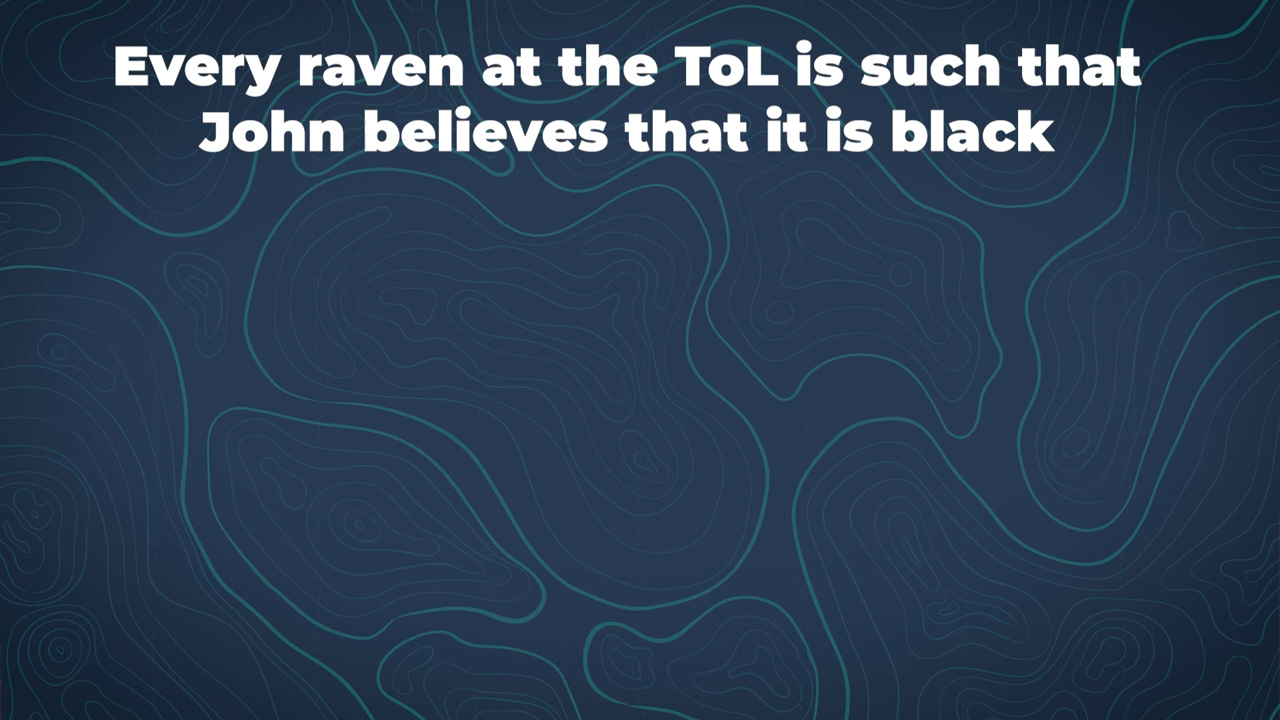 Every raven at the ToL is such that
John believes that it is black